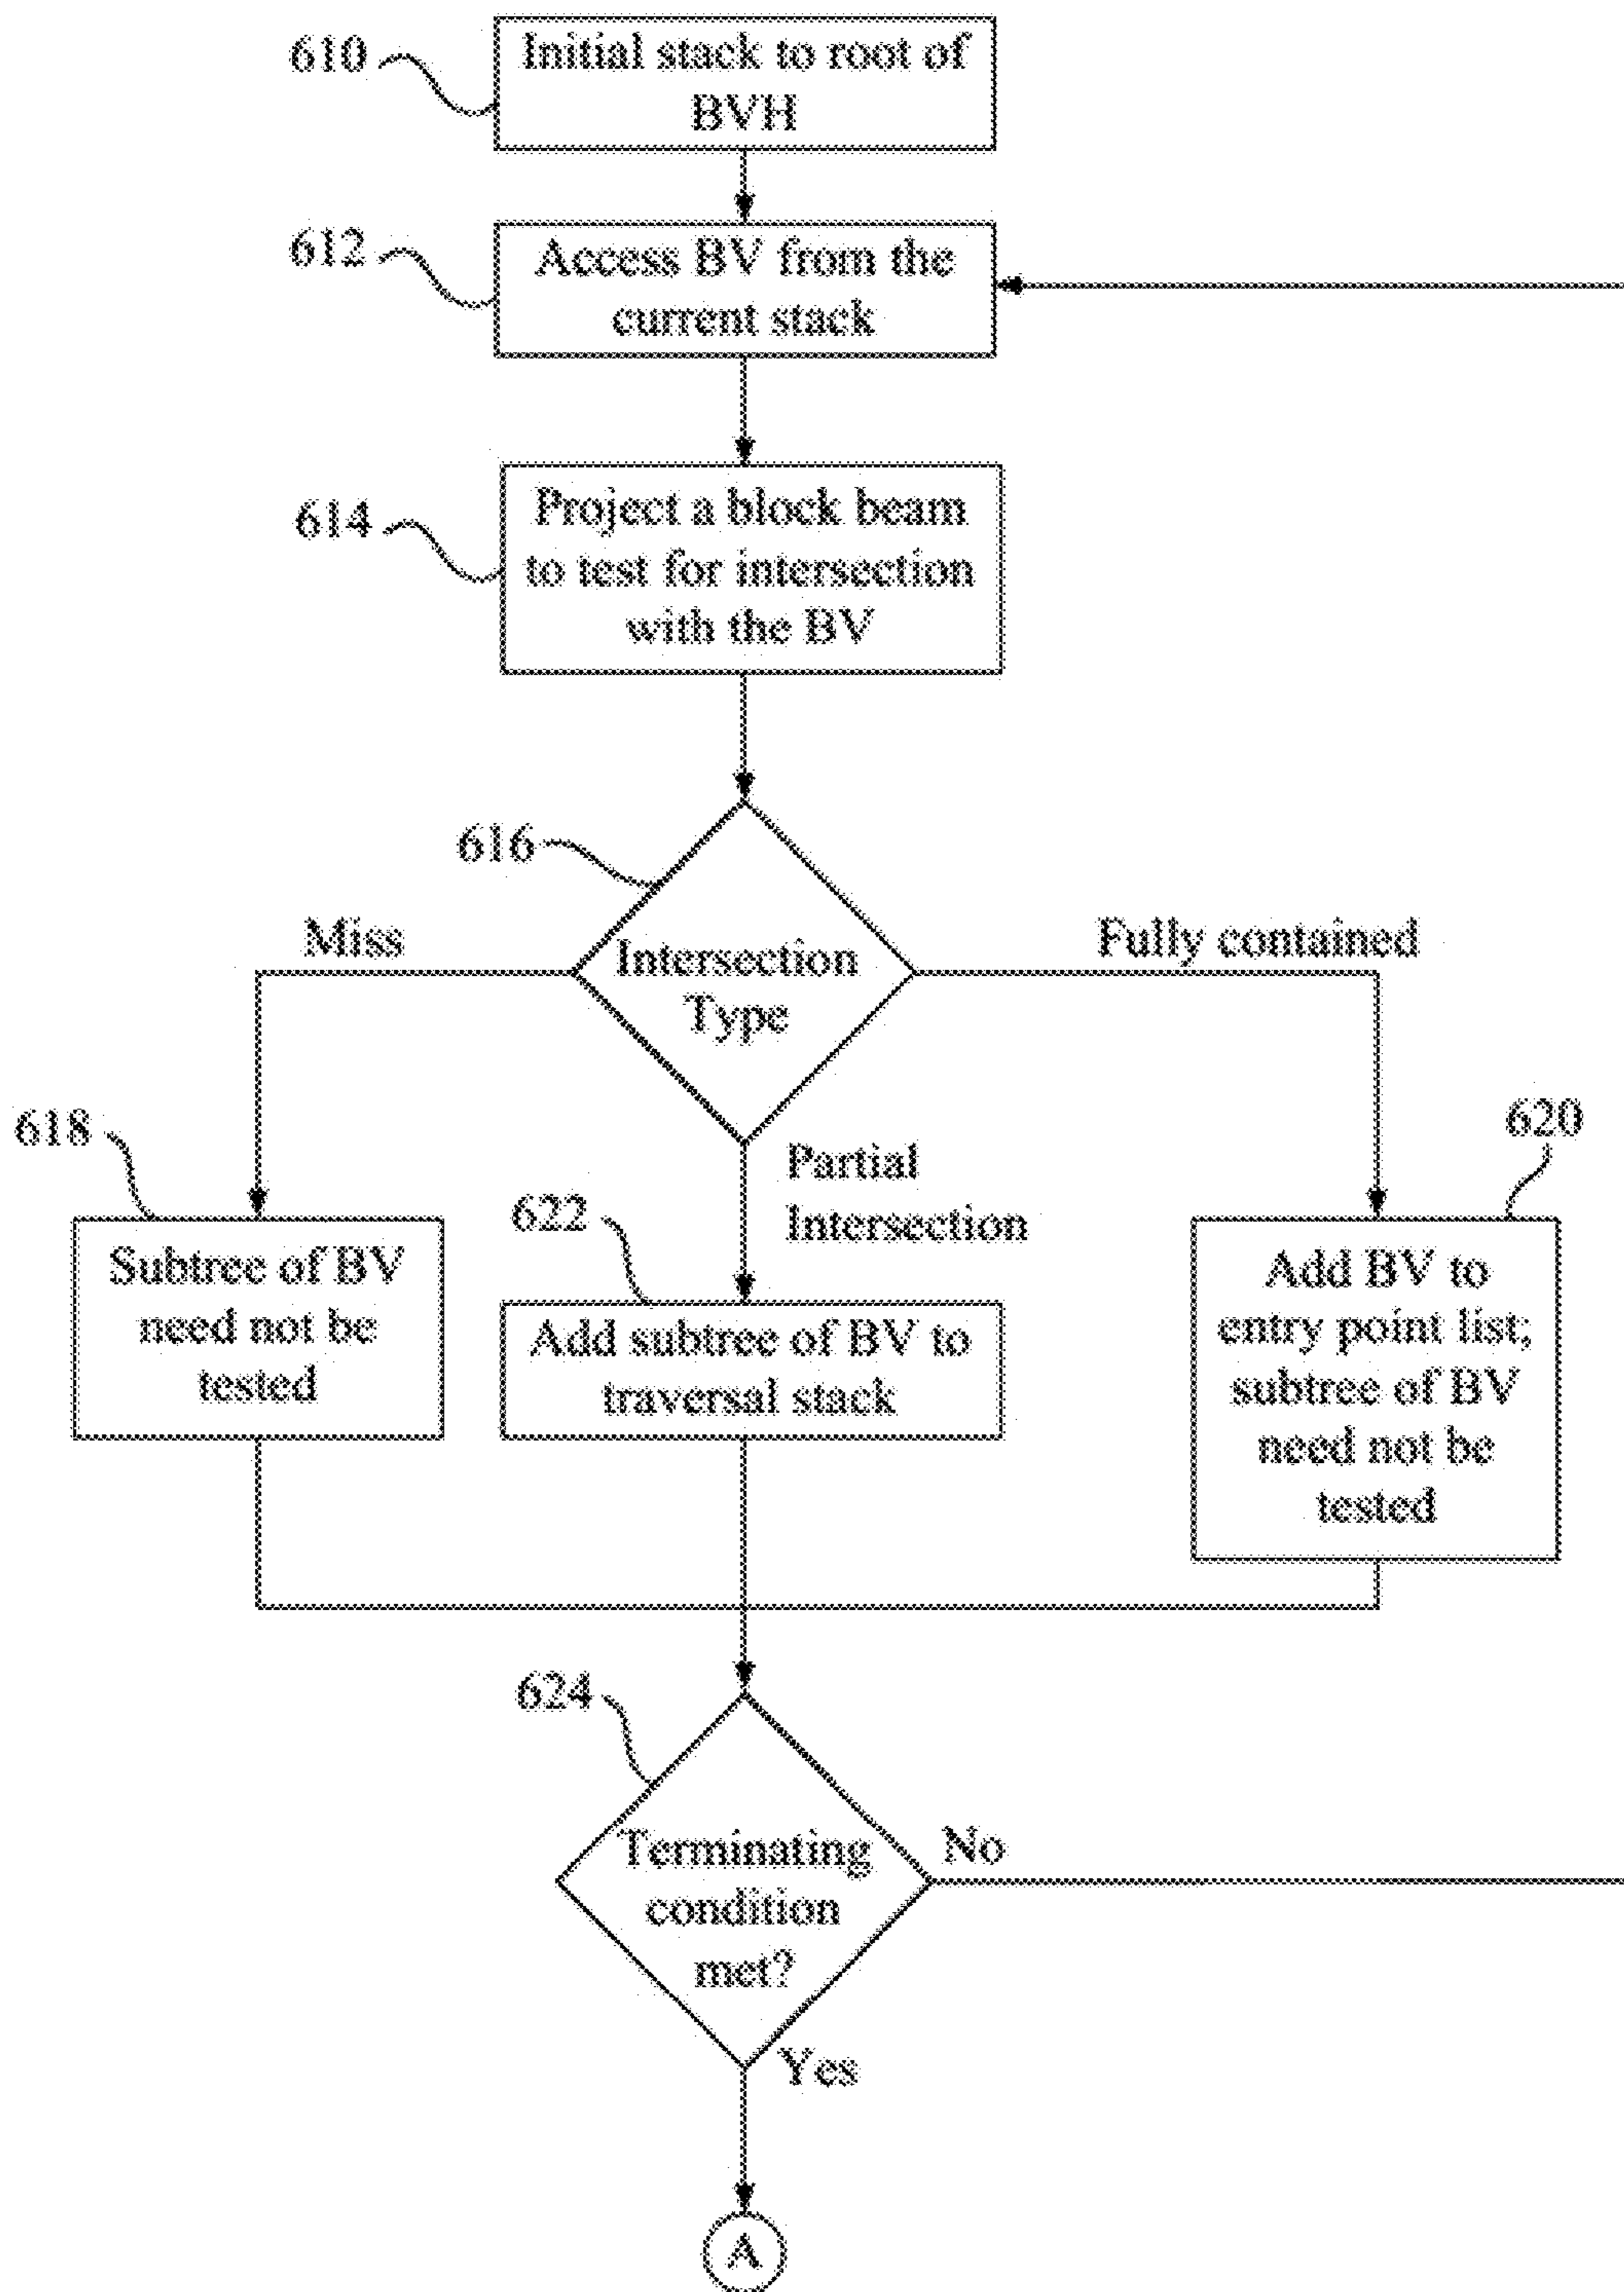 610
Initial stack to root of
BVH
612
Access BV from the
current stack
614
Project a block beam
to test for intersection
with the BV
616
Miss
Intersection
Type
Fully contained
618
Subtree of BV
need not be
tested
622
Partial
Intersection
Add subtree of BV to
traversal stack
620
Add BV to
entry point list;
subtree of BV
need not be
tested
624
Terminating
condition
met?
No
Yes
A